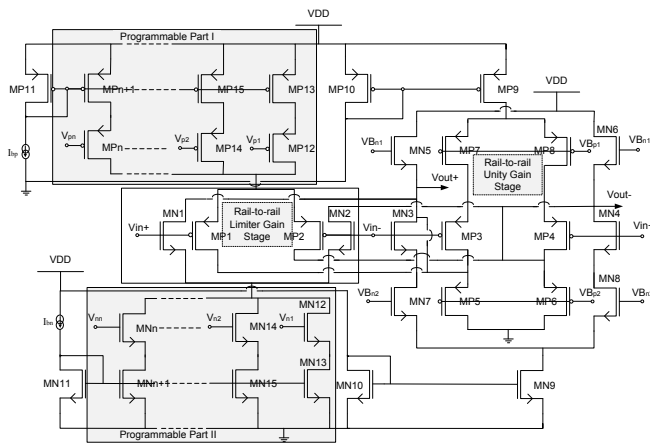 VDD
Programmable Part I
MP11
MPn+1
MP15
MP13
MP10
MP9
VDD
Vpn
MPn
Vp2
MP14
Vp1
MP12
VBn1
MN5
MP7
MP8
VBp1
MN6
VBn1
Rail-to-rail
Unity Gain
Stage
Vout+
Vout-
MN1
Rail-to-rail
Limiter Gain
Stage
MN2
Vin+
MP1
MP2
Vin-
MN3
MP3
MP4
MN4
VDD
VBn2
MN7
MP5
MP6
VBp2
MN8
Vnn
MNn
Vn2
MN14
Vn1
MN12
MN11
MNn+1
MN15
MN13
MN10
MN9
Programmable Part II